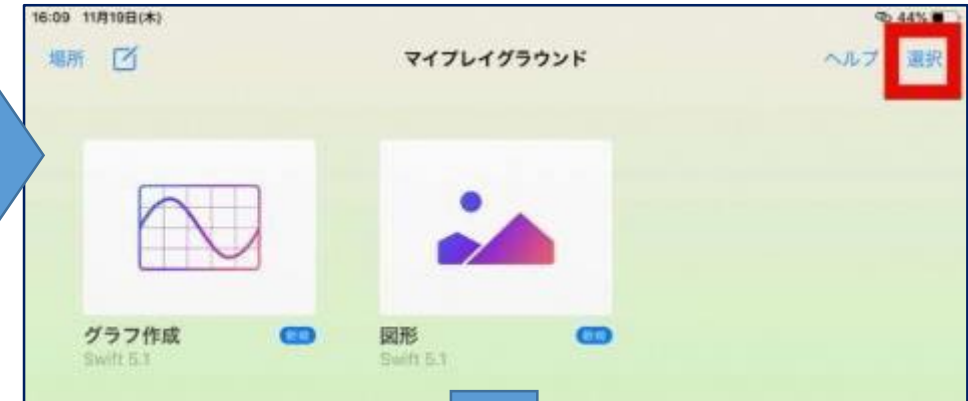 16:09 11月19日(木)
44%
場所
マイプレイグラウンド
ヘルプ 選択
グラフ作成
Swift 5.1
図形
Swift 5.1